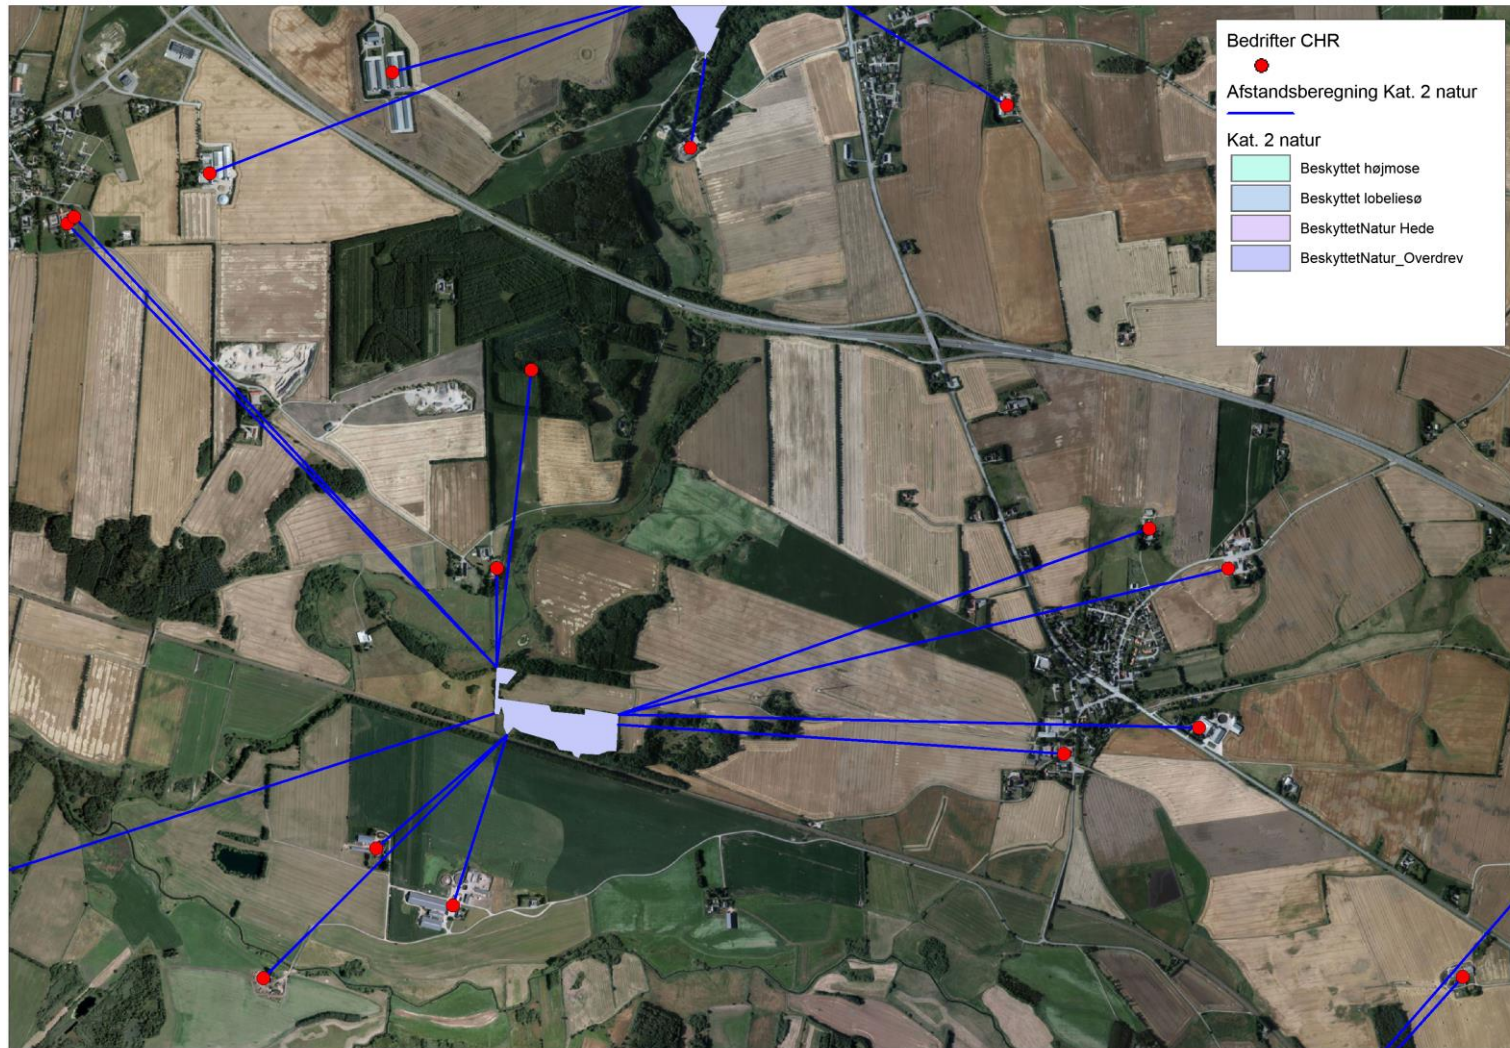 Bedrifter CHR
Afstandsberegning Kat. 2 natur
Kat. 2 natur
Beskyttet højmose
Beskyttet lobeliesø
BeskyttetNatur Hede
BeskyttetNatur_Overdrev